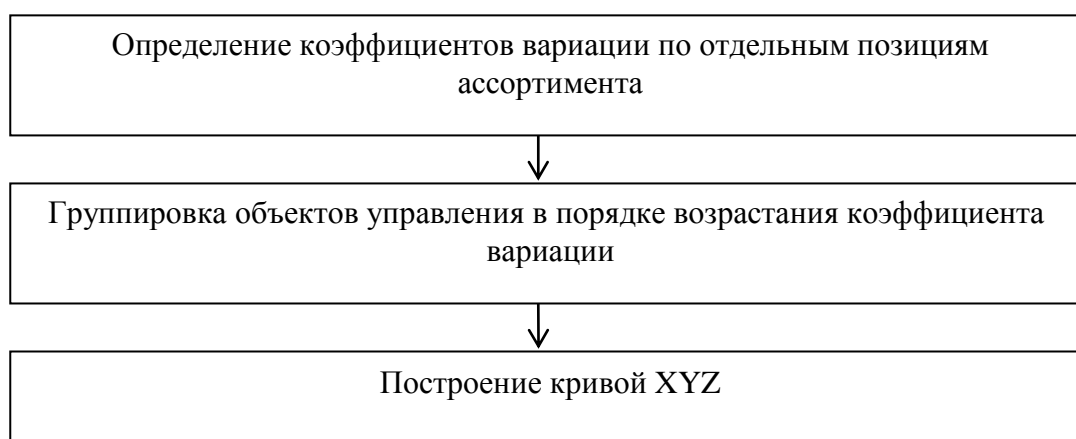 Определение коэффициентов вариации по отдельным позициям
ассортимента
Группировка объектов управления в порядке возрастания коэффициента
вариации
Построение кривой XYZ